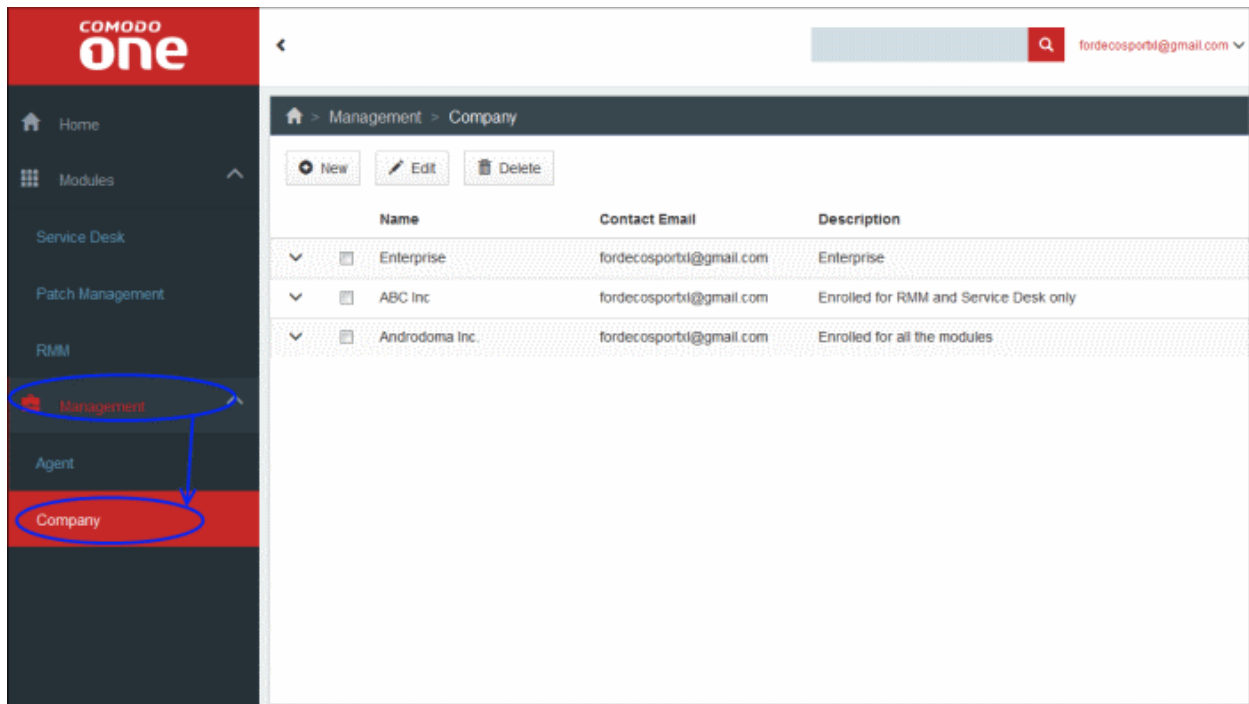 COMODO
one
fordecosportxl@gmail.com
Home
Modules
Service Desk
Patch Management
RMM
Management
Agent
Company
> Management > Company
New Edit Delete
Name Contact Email Description
Enterprise fordecosportxl@gmail.com Enterprise
ABC Inc fordecosportxl@gmail.com Enrolled for RMM and Service Desk only
Androdoma Inc. fordecosportxl@gmail.com Enrolled for all the modules